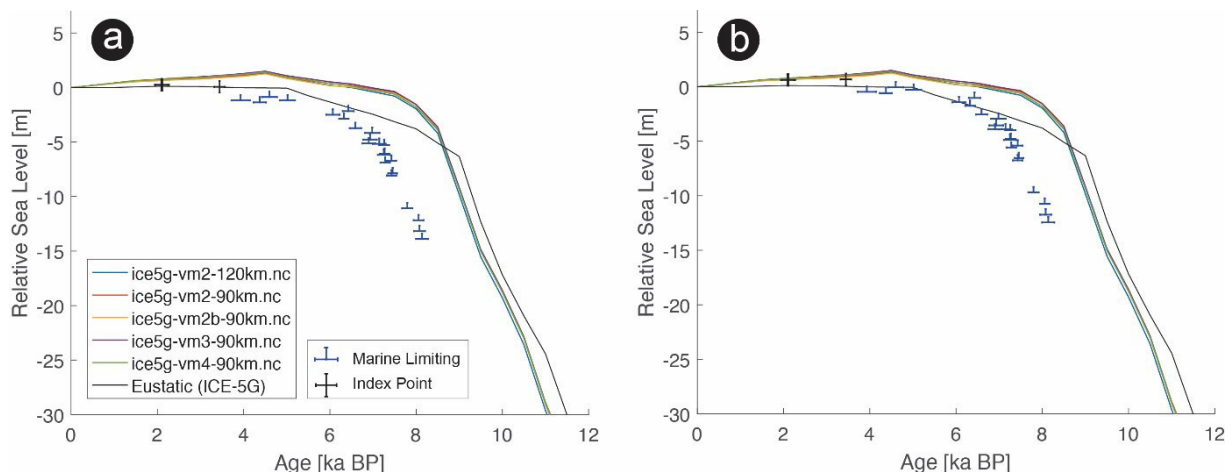 a
5
0
-5
-10
-15
-20
-25
-30
Relative Sea Level [m]
ice5g-vm2-120km.nc
ice5g-vm2-90km.nc
ice5g-vm2b-90km.nc
ice5g-vm3-90km.nc
ice5g-vm4-90km.nc
Eustatic (ICE-5G)
Marine Limiting
Index Point
0 2 4 6 8 10 12
Age [ka BP]
b
5
0
-5
-10
-15
-20
-25
-30
Relative Sea Level [m]
0 2 4 6 8 10 12
Age [ka BP]